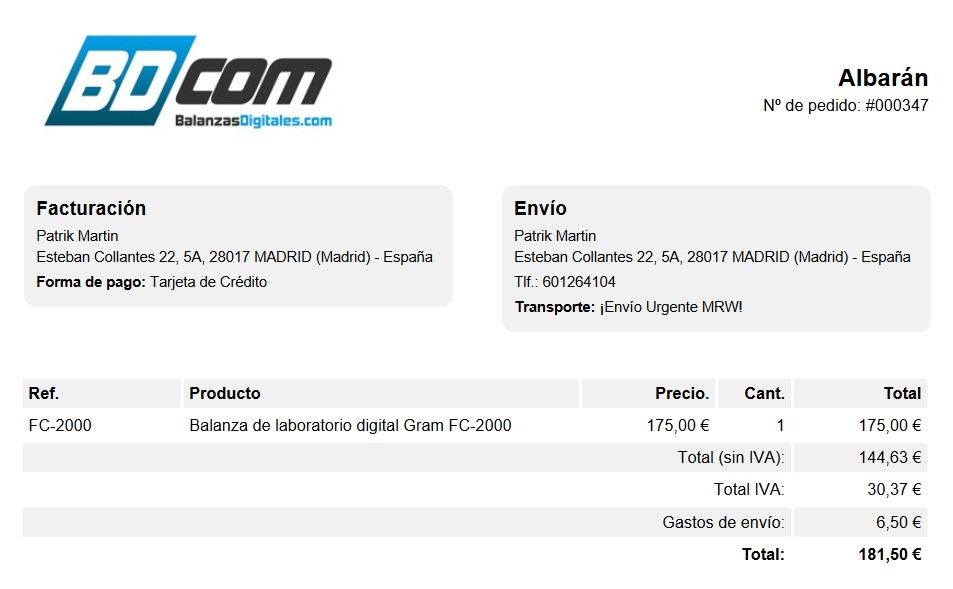 BDCOM
BalanzasDigitales.com
Albarán
Nº de pedido: #000347
Facturación
Patrik Martin
Esteban Collantes 22, 5A, 28017 MADRID (Madrid) - España
Forma de pago: Tarjeta de Crédito
Envío
Patrik Martin
Esteban Collantes 22, 5A, 28017 MADRID (Madrid) - España
Tlf.: 601264104
Transporte: ¡Envío Urgente MRW!
Ref. Producto Precio. Cant. Total
FC-2000 Balanza de laboratorio digital Gram FC-2000 175,00 € 1 175,00 €
Total (sin IVA): 144,63 €
Total IVA: 30,37 €
Gastos de envío: 6,50 €
Total: 181,50 €